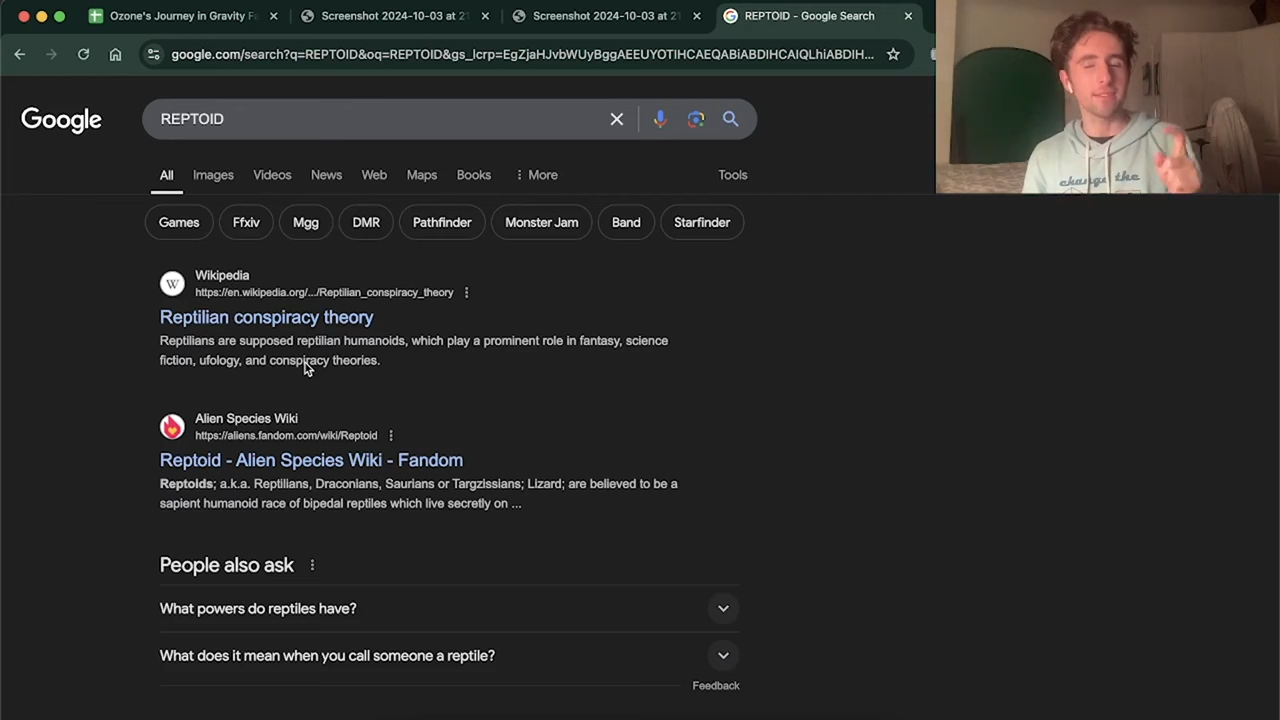 Ozone's Journey in Gravity Fa
Screenshot 2024-10-03 at 21
Screenshot 2024-10-03 at 21
REPTOID - Google Search
google.com/search?q=REPTOID&oq=REPTOID&gs_lcrp=EgZjaHJvbWUyBggAEEUYOTIHCAEQABiABDIHCAIQLhiABDIH...
Google
REPTOID
All Images Videos News Web Maps Books More Tools
Games Ffxiv Mgg DMR Pathfinder Monster Jam Band Starfinder
Wikipedia
W
https://en.wikipedia.org/.../Reptilian_conspiracy_theory
Reptilian conspiracy theory
Reptilians are supposed reptilian humanoids, which play a prominent role in fantasy, science
fiction, ufology, and conspiracy theories.
Alien Species Wiki
https://aliens.fandom.com/wiki/Reptoid
Reptoid - Alien Species Wiki - Fandom
Reptoids; a.k.a. Reptilians, Draconians, Saurians or Targzissians; Lizard; are believed to be a
sapient humanoid race of bipedal reptiles which live secretly on ...
People also ask
What powers do reptiles have?
What does it mean when you call someone a reptile?
Feedback
change the